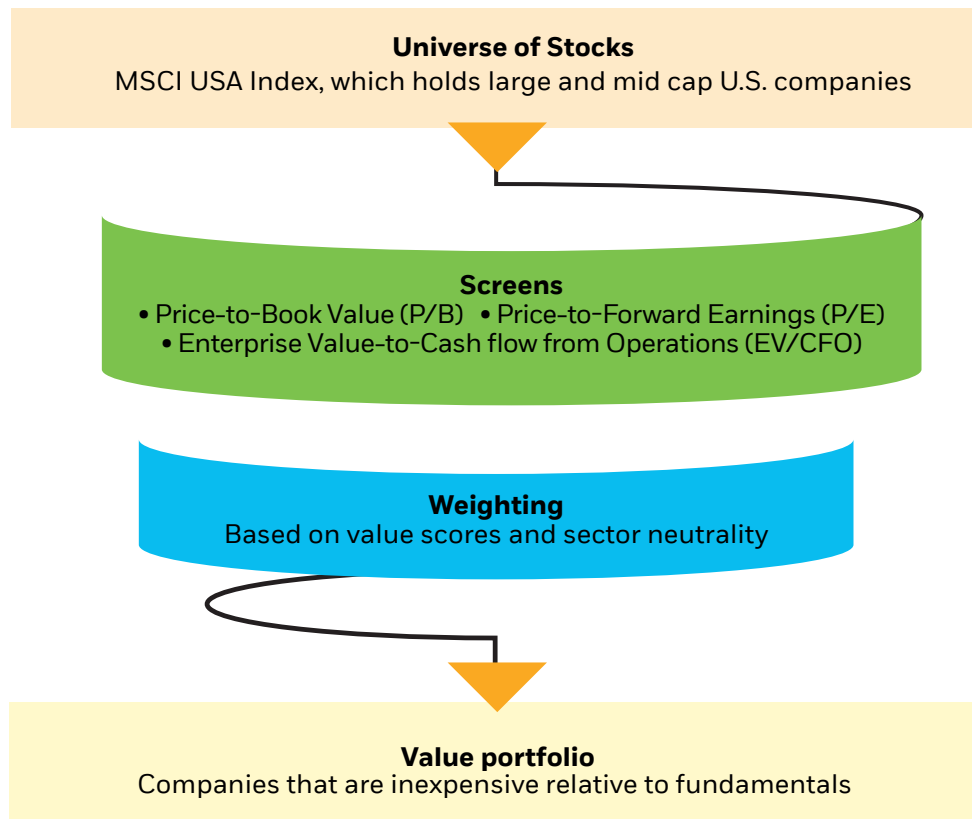 Universe of Stocks
MSCI USA Index, which holds large and mid cap U.S. companies
Screens
• Price-to-Book Value (P/B) • Price-to-Forward Earnings (P/E)
• Enterprise Value-to-Cash flow from Operations (EV/CFO)
Weighting
Based on value scores and sector neutrality
Value portfolio
Companies that are inexpensive relative to fundamentals